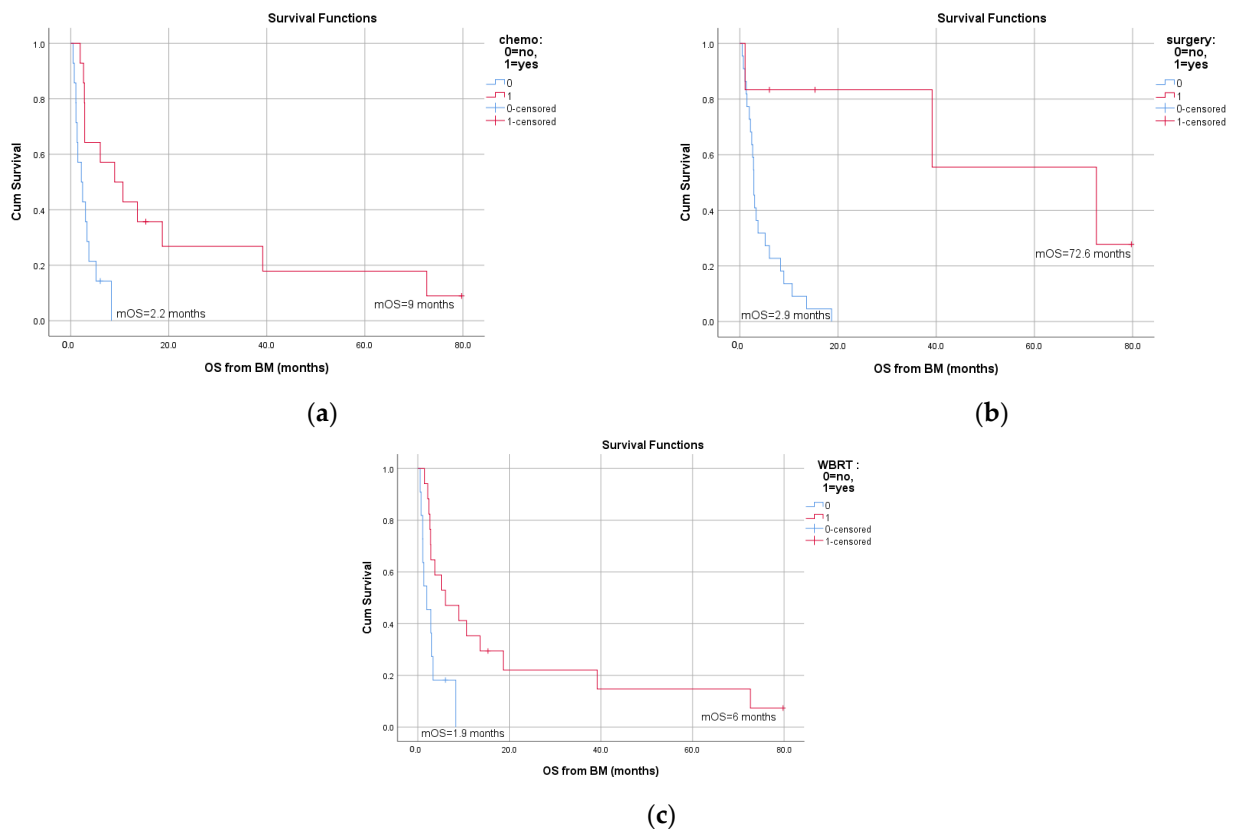 Survival Functions
chemo:
0=no,
1=yes
0
1
0-censored
1-censored
Cum Survival
1.0
0.8
0.6
0.4
0.2
0.0
mOS=2.2 months
mOS=9 months
0.0
20.0
40.0
60.0
80.0
OS from BM (months)
(a)
Survival Functions
surgery:
0=no,
1=yes
0
1
0-censored
1-censored
Cum Survival
1.0
0.8
0.6
0.4
0.2
0.0
mOS=72.6 months
mOS=2.9 months
0.0
20.0
40.0
60.0
80.0
OS from BM (months)
(b)
Survival Functions
WBRT :
0=no,
1=yes
0
1
0-censored
1-censored
Cum Survival
1.0
0.8
0.6
0.4
0.2
0.0
mOS=6 months
mOS=1.9 months
0.0
20.0
40.0
60.0
80.0
OS from BM (months)
(c)